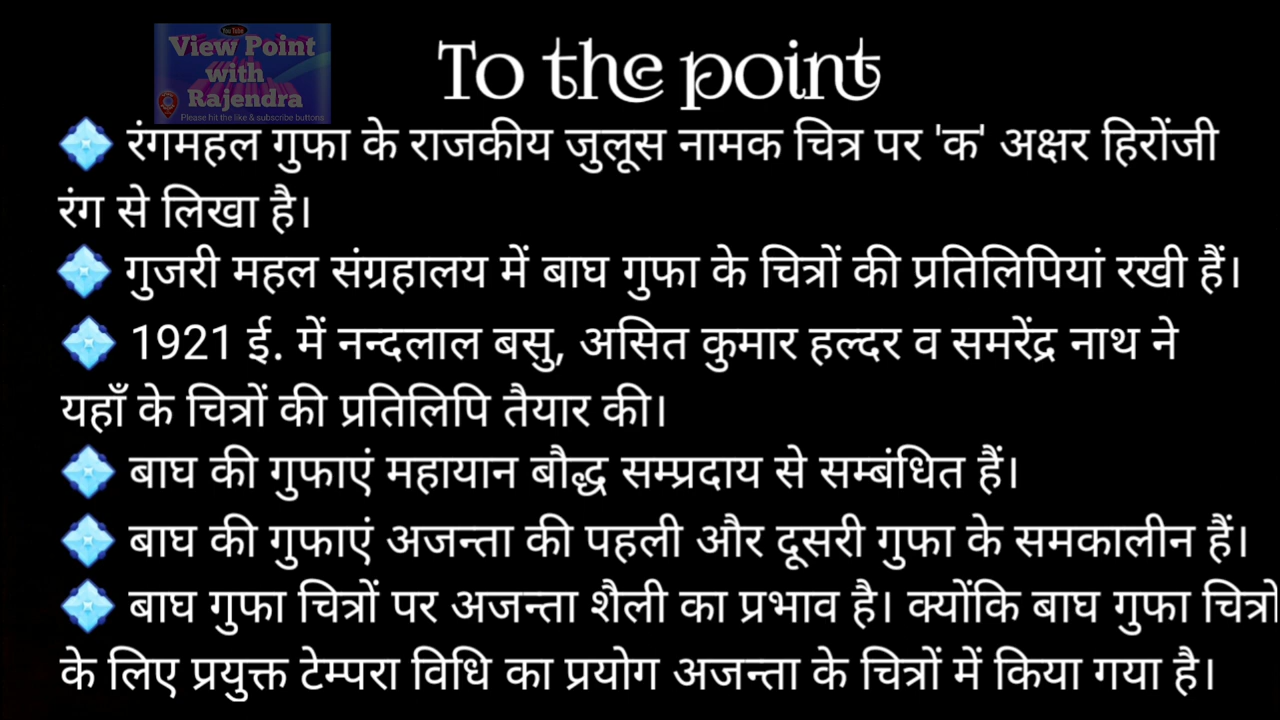 You Tube
View Point
with
Rajendra
Please hit the like & subscribe buttons
To the point
रंगमहल गुफा के राजकीय जुलूस नामक चित्र पर 'क' अक्षर हिरोंजी
रंग से लिखा है।
गुजरी महल संग्रहालय में बाघ गुफा के चित्रों की प्रतिलिपियां रखी हैं।
1921 ई. में नन्दलाल बसु, असित कुमार हल्दर व समरेंद्र नाथ ने
यहाँ के चित्रों की प्रतिलिपि तैयार की।
बाघ की गुफाएं महायान बौद्ध सम्प्रदाय से सम्बंधित हैं।
बाघ की गुफाएं अजन्ता की पहली और दूसरी गुफा के समकालीन हैं।
बाघ गुफा चित्रों पर अजन्ता शैली का प्रभाव है। क्योंकि बाघ गुफा चित्रों
के लिए प्रयुक्त टेम्परा विधि का प्रयोग अजन्ता के चित्रों में किया गया है।